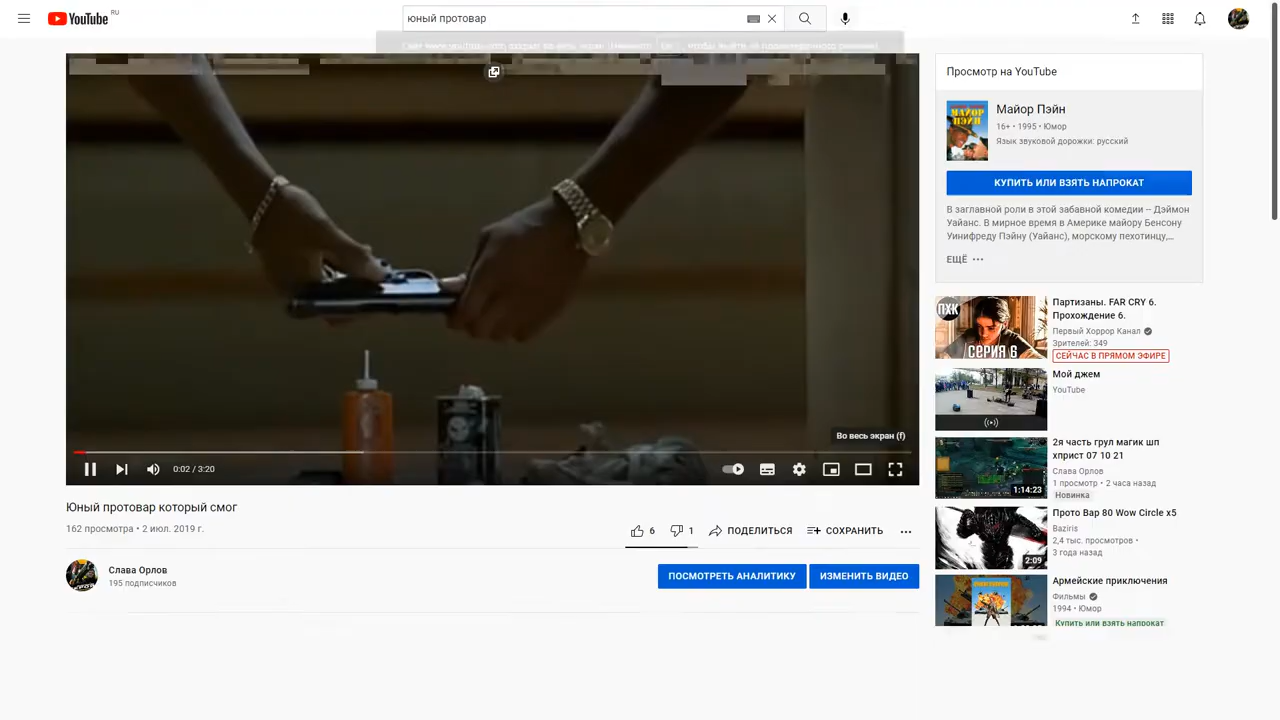 YouTube RU
юный протовар
Просмотр на YouTube
Майор Пэйн
16+ • 1995 • Юмор
Язык звуковой дорожки: русский
КУПИТЬ ИЛИ ВЗЯТЬ НАПРОКАТ
В заглавной роли в этой забавной комедии – Дэймон
Уайанс. В мирное время в Америке майору Бенсону
Уинифреду Пэйну (Уайанс), морскому пехотинцу,...
ЕЩЁ
ПХК
СЕРИЯ 6
Партизаны. FAR CRY 6.
Прохождение 6.
Первый Хоррор Канал
Зрителей: 349
СЕЙЧАС В ПРЯМОМ ЭФИРЕ
Мой джем
YouTube
1:14:23
2я часть грул магик шп
хприст 07 10 21
Слава Орлов
1 просмотр • 2 часа назад
Новинка
2:09
Прото Вар 80 Wow Circle x5
Baziris
2,4 тыс. просмотров •
3 года назад
Армейские приключения
Фильмы
1994 • Юмор
Купить или взять напрокат
Во весь экран (f)
0:02 / 3:20
Юный протовар который смог
162 просмотра • 2 июл. 2019 г.
6
1
ПОДЕЛИТЬСЯ
СОХРАНИТЬ
Слава Орлов
195 подписчиков
ПОСМОТРЕТЬ АНАЛИТИКУ
ИЗМЕНИТЬ ВИДЕО